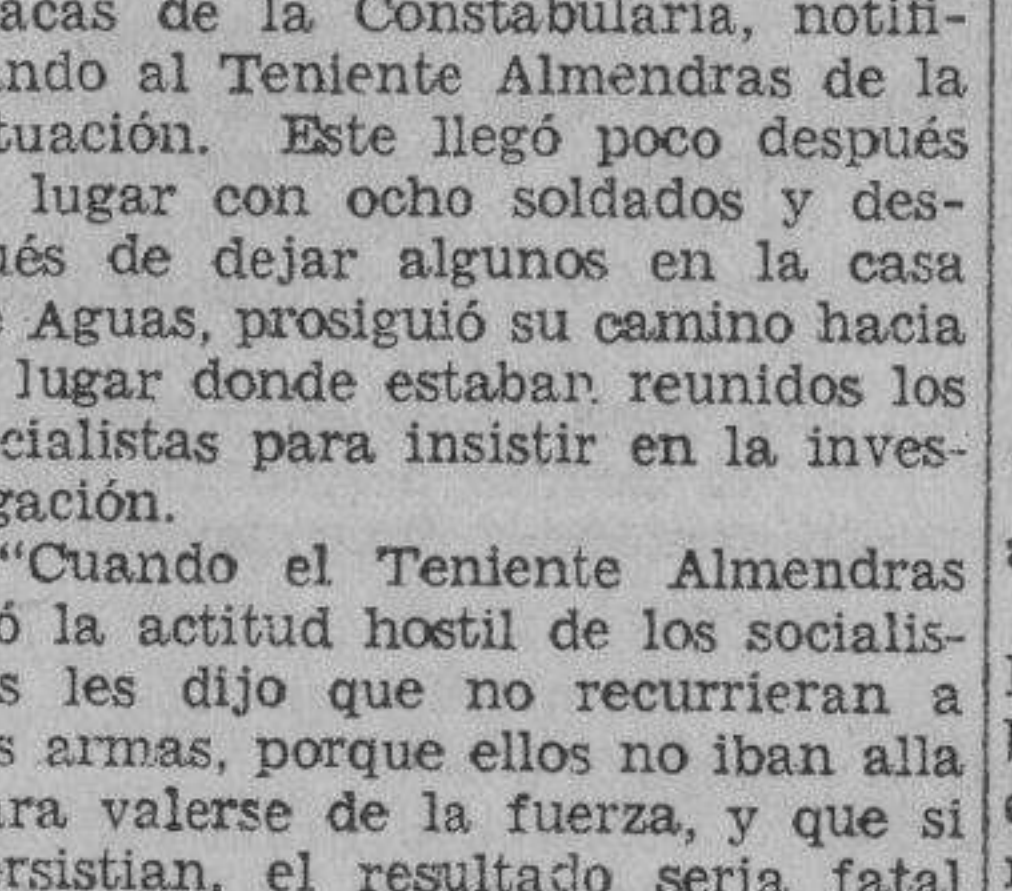 acas de la Constabularia, notifi-
ando al Teniente Almendras de la
tuación. Este llegó poco después
lugar con ocho soldados y des-
ués de dejar algunos en la casa
e Aguas, prosiguió su camino hacia
lugar donde estaban reunidos los
cialistas para insistir en la inves-
gación.
"Cuando el Teniente Almendras
ó la actitud hostil de los socialis-
s les dijo que no recurrieran a
s armas, porque ellos no iban alla
ara valerse de la fuerza, y que si
ersistian, el resultado seria fatal